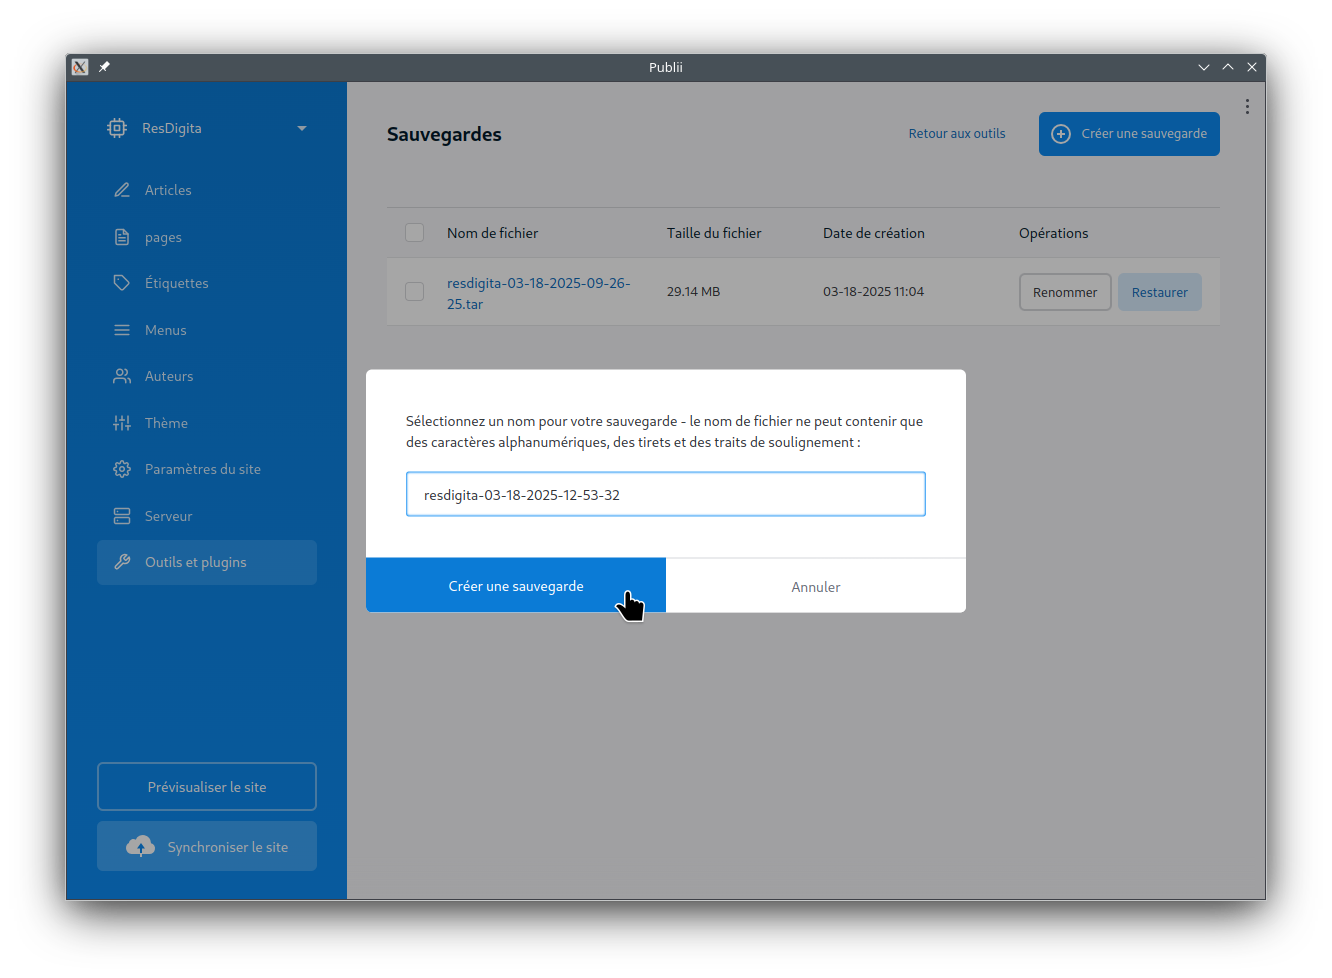 Publii
ResDigita
Articles
pages
Étiquettes
Menus
Auteurs
Thème
Paramètres du site
Serveur
Outils et plugins
Prévisualiser le site
Synchroniser le site
Sauvegardes
Retour aux outils
Créer une sauvegarde
Nom de fichier
Taille du fichier
Date de création
Opérations
resdigita-03-18-2025-09-26-
25.tar
29.14 MB
03-18-2025 11:04
Renommer
Restaurer
Sélectionnez un nom pour votre sauvegarde - le nom de fichier ne peut contenir que
des caractères alphanumériques, des tirets et des traits de soulignement :
resdigita-03-18-2025-12-53-32
Créer une sauvegarde
Annuler